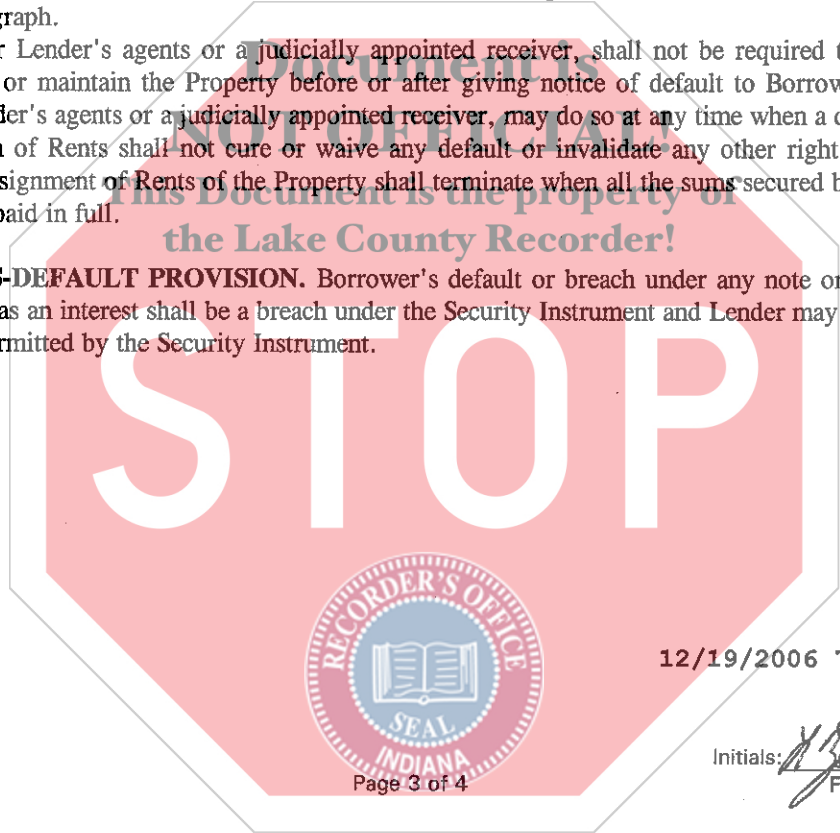 graph.
r Lender's agents or a judicially appointed receiver, shall not be required
or maintain the Property before or after giving notice of default to Borrow
der's agents or a judicially appointed receiver, may do so at any time when a
of Rents shall not cure or waive any default or invalidate any other right
signment of Rents of the Property shall terminate when all the sums secured b
paid in full.
Document is
NOT OFFICIAL!
This Document is the property of
the Lake County Recorder!
S-DEFAULT PROVISION. Borrower's default or breach under any note or
as an interest shall be a breach under the Security Instrument and Lender may
rmitted by the Security Instrument.
STOP
RECORDER'S OFFICE
SEAL
INDIANA
12/19/2006
Initials:
Page 3 of 4